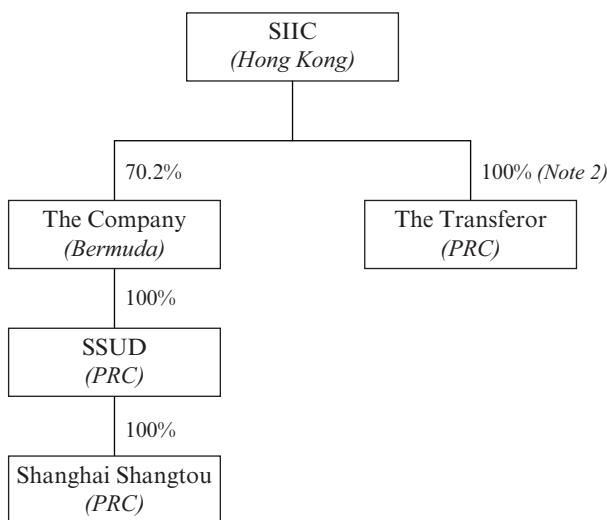 SIIC
(Hong Kong)
70.2%
100% (Note 2)
The Company
(Bermuda)
The Transferor
(PRC)
100%
SSUD
(PRC)
100%
Shanghai Shangtou
(PRC)